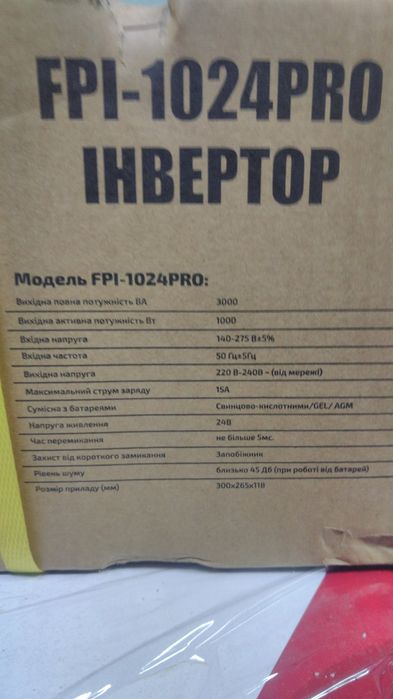 FPI-1024PRO
ІНВЕРТОР
Модель FPI-1024PRO:
Вихідна повна потужність ВА 3000
Вихідна активна потужність Вт 1000
Вхідна напруга 140-275 В±5%
Вхідна частота 50 Гц±5Гц
Вихідна напруга 220 В-240В ~ (від мережі)
Максимальний струм заряду 15А
Сумісна з батареями Свинцово-кислотними/GEL/ AGM
Напруга живлення 24В
Час перемикання не більше 5мс.
Захист від короткого замикання Запобіжник
Рівень шуму близько 45 Дб (при роботі від батарей)
Розмір приладу (мм) 300x265x118